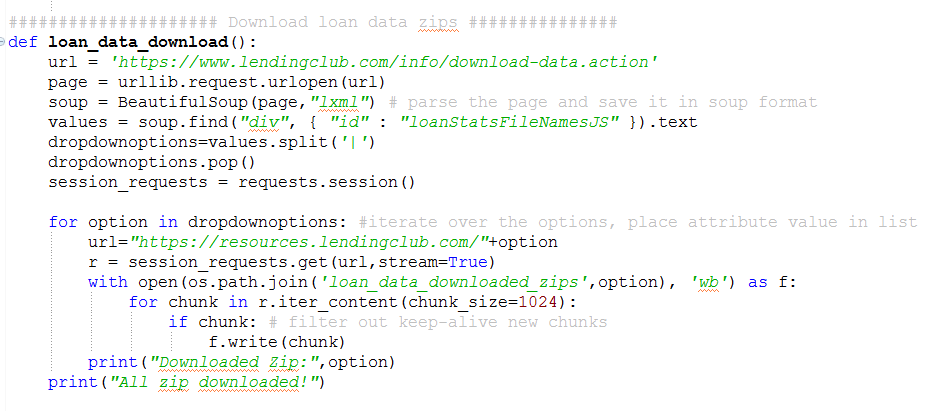 ##################### Download loan data zips ###############
def loan_data_download():
    url = 'https://www.lendingclub.com/info/download-data.action'
    page = urllib.request.urlopen(url)
    soup = BeautifulSoup(page,"lxml") # parse the page and save it in soup format
    values = soup.find("div", { "id" : "loanStatsFileNamesJS" }).text
    dropdownoptions=values.split('|')
    dropdownoptions.pop()
    session_requests = requests.session()
    for option in dropdownoptions: #iterate over the options, place attribute value in list
        url="https://resources.lendingclub.com/"+option
        r = session_requests.get(url,stream=True)
        with open(os.path.join('loan_data_downloaded_zips',option), 'wb') as f:
            for chunk in r.iter_content(chunk_size=1024):
                if chunk: # filter out keep-alive new chunks
                    f.write(chunk)
        print("Downloaded Zip:",option)
    print("All zip downloaded!")